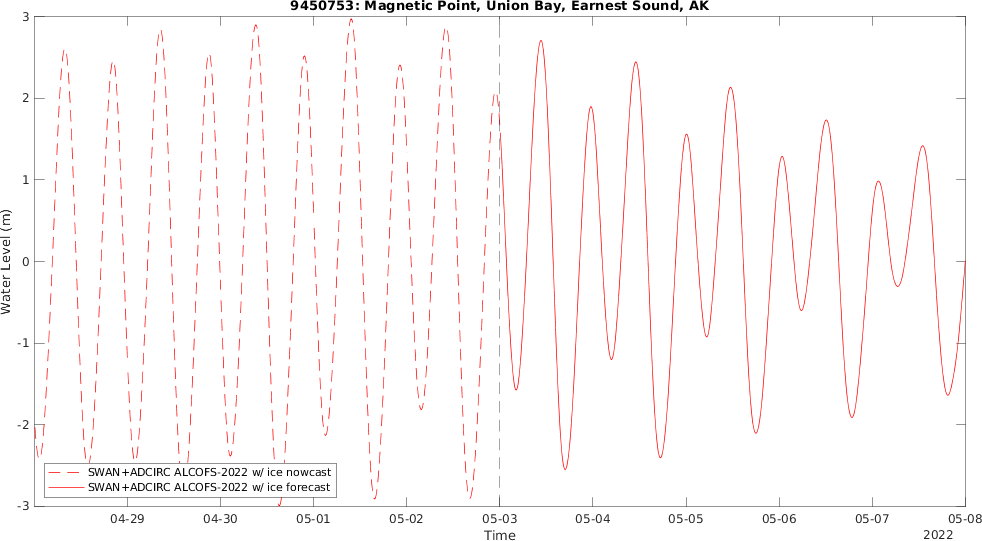 9450753: Magnetic Point, Union Bay, Earnest Sound, AK
3
2
1
0
-1
-2
-3
Water Level (m)
SWAN+ADCIRC ALCOFS-2022 w/ ice nowcast
SWAN+ADCIRC ALCOFS-2022 w/ ice forecast
04-29 04-30 05-01 05-02 05-03 05-04 05-05 05-06 05-07 05-08
Time
2022